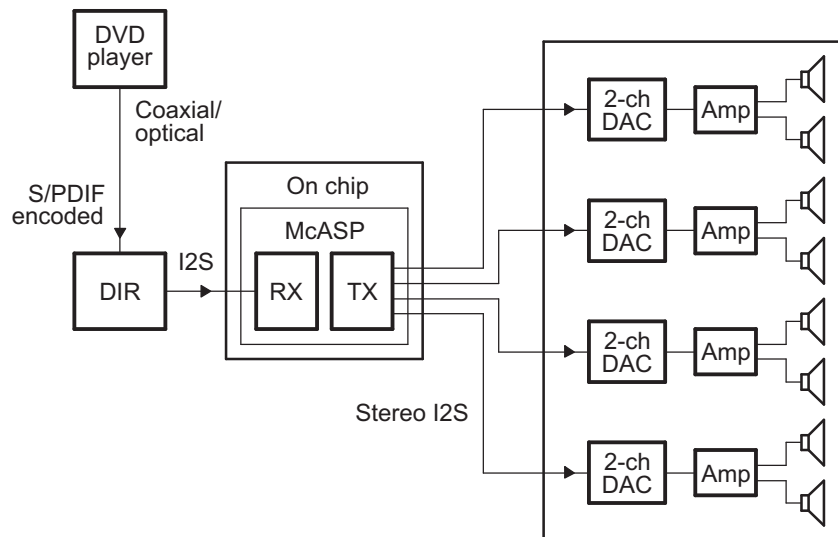 DVD
player
Coaxial/
optical
S/PDIF
encoded
DIR
I2S
On chip
McASP
RX
TX
Stereo I2S
2-ch
DAC
Amp
2-ch
DAC
Amp
2-ch
DAC
Amp
2-ch
DAC
Amp